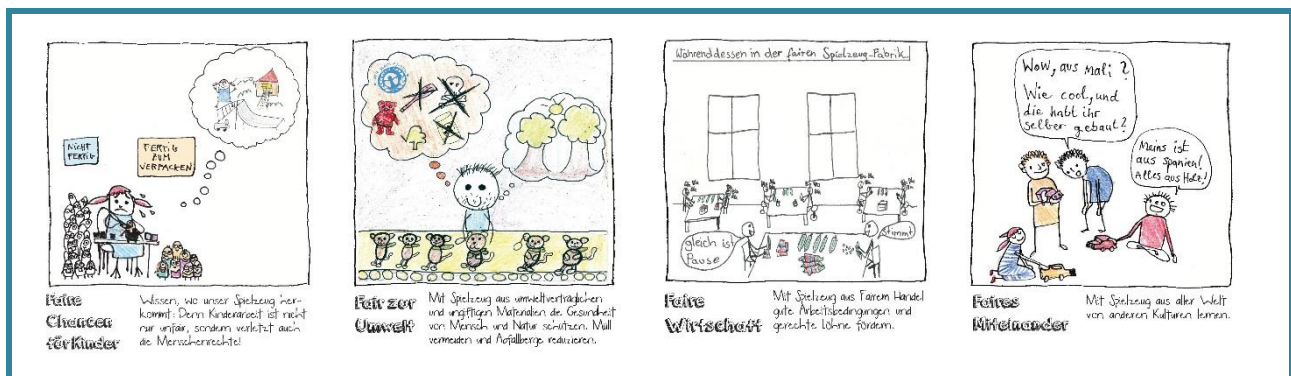 NICHT
FERTIG
FERTIG
ZUM
VERPACKEN
Faire
Chancen
für Kinder
Wissen, wo unser Spielzeug her-
kommt: Denn Kinderarbeit ist nicht
nur unfair, sondern verletzt auch
die Menschenrechte!
Fair zur
Umwelt
Mit Spielzeug aus umweltverträglichen
und ungiftigen Materialien die Gesundheit
von Mensch und Natur schützen. Müll
vermeiden und Abfallberge reduzieren.
Währenddessen in der fairen Spielzeug-Fabrik!
gleich ist
Pause
stimmt
Faire
Wirtschaft
Mit Spielzeug aus Fairem Handel
gute Arbeitsbedingungen und
gerechte Löhne fördern.
Wow, aus Mali?
Wie cool, und
die habt ihr
selber gebaut?
Meins ist
aus Spanien!
Alles aus Holz!
Faires
Miteinander
Mit Spielzeug aus aller Welt
von anderen Kulturen lernen.